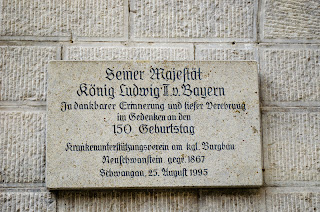 Seiner Majestät
König Ludwig II. v. Bayern
In dankbarer Erinnerung und tiefer Verehrung
im Gedenken an den
150 Geburtstag
Krankenunterstützungsverein am kgl. Burgbau
Neuschwanstein gegr. 1867
Schwangau, 25. August 1995